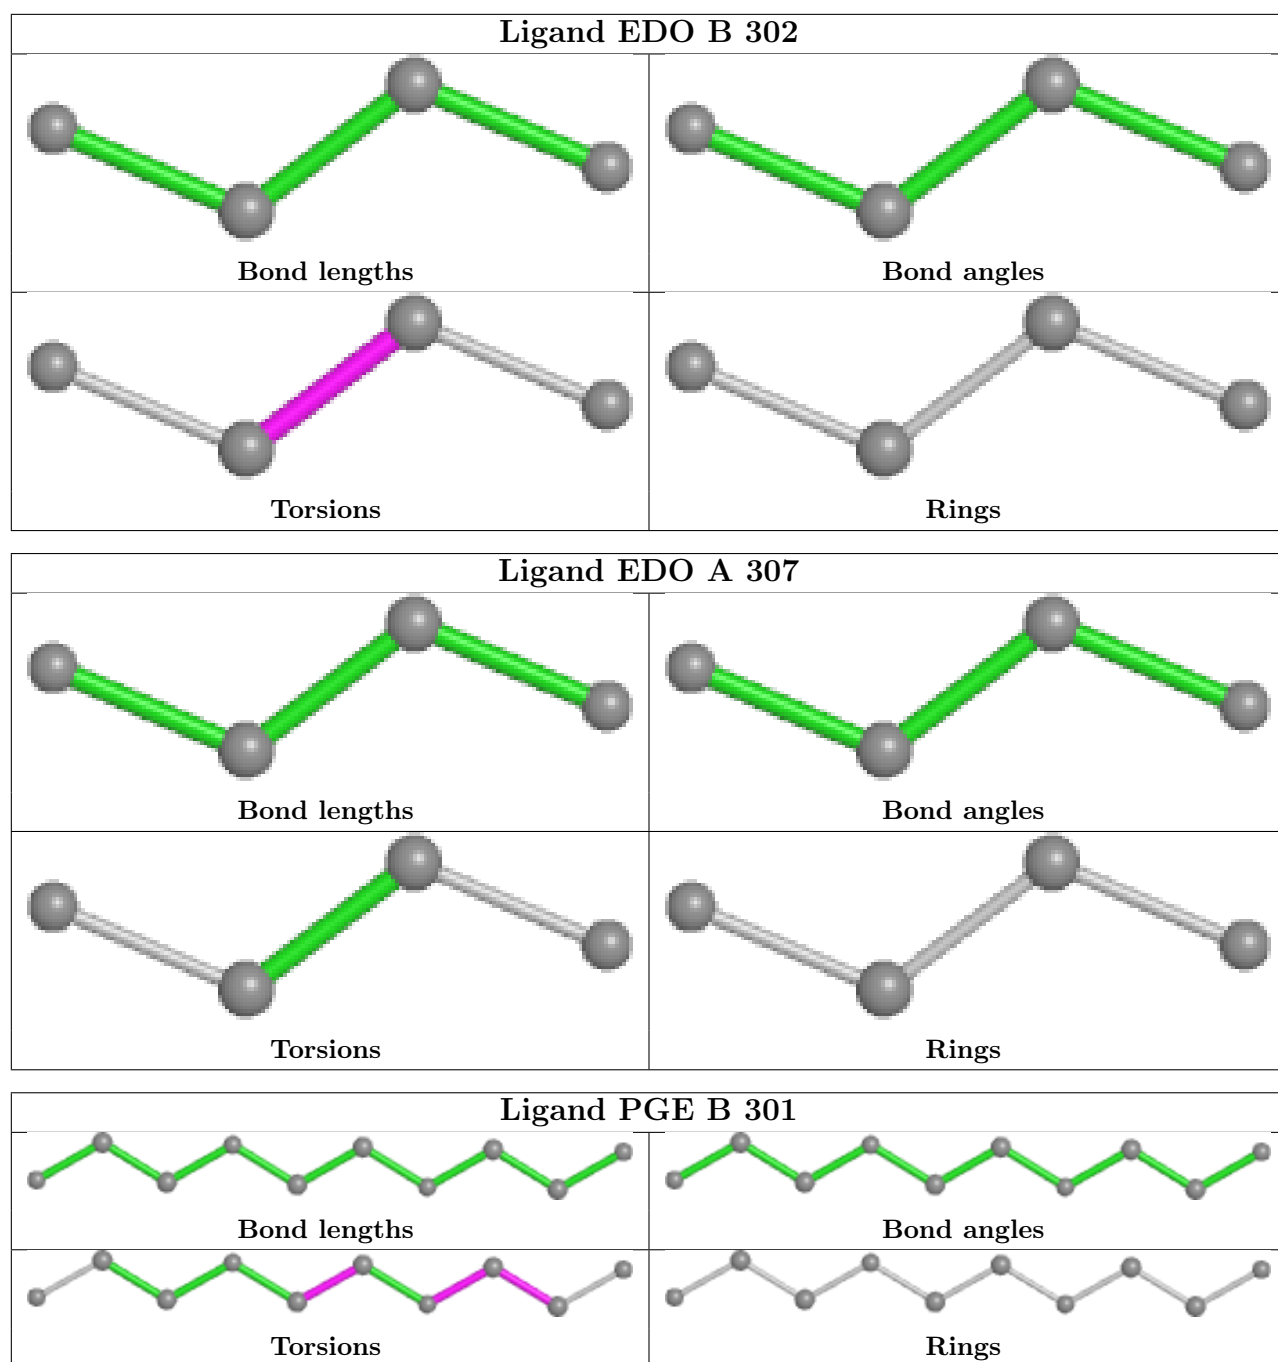 Ligand EDO B 302
Bond lengths
Bond angles
Torsions
Rings
Ligand EDO A 307
Bond lengths
Bond angles
Torsions
Rings
Ligand PGE B 301
Bond lengths
Bond angles
Torsions
Rings